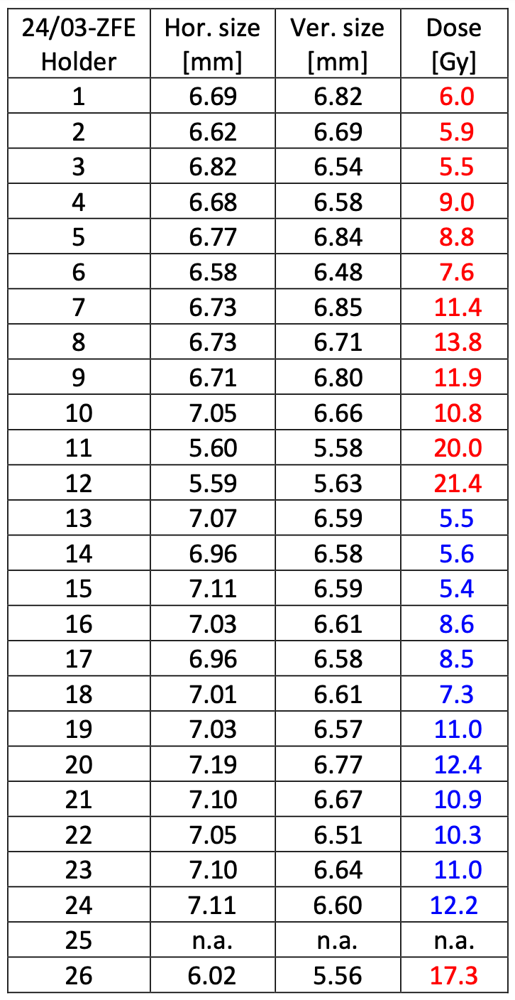 24/03-ZFE Holder Hor. size [mm] Ver. size [mm] Dose [Gy]
1 6.69 6.82 6.0
2 6.62 6.69 5.9
3 6.82 6.54 5.5
4 6.68 6.58 9.0
5 6.77 6.84 8.8
6 6.58 6.48 7.6
7 6.73 6.85 11.4
8 6.73 6.71 13.8
9 6.71 6.80 11.9
10 7.05 6.66 10.8
11 5.60 5.58 20.0
12 5.59 5.63 21.4
13 7.07 6.59 5.5
14 6.96 6.58 5.6
15 7.11 6.59 5.4
16 7.03 6.61 8.6
17 6.96 6.58 8.5
18 7.01 6.61 7.3
19 7.03 6.57 11.0
20 7.19 6.77 12.4
21 7.10 6.67 10.9
22 7.05 6.51 10.3
23 7.10 6.64 11.0
24 7.11 6.60 12.2
25 n.a. n.a. n.a.
26 6.02 5.56 17.3